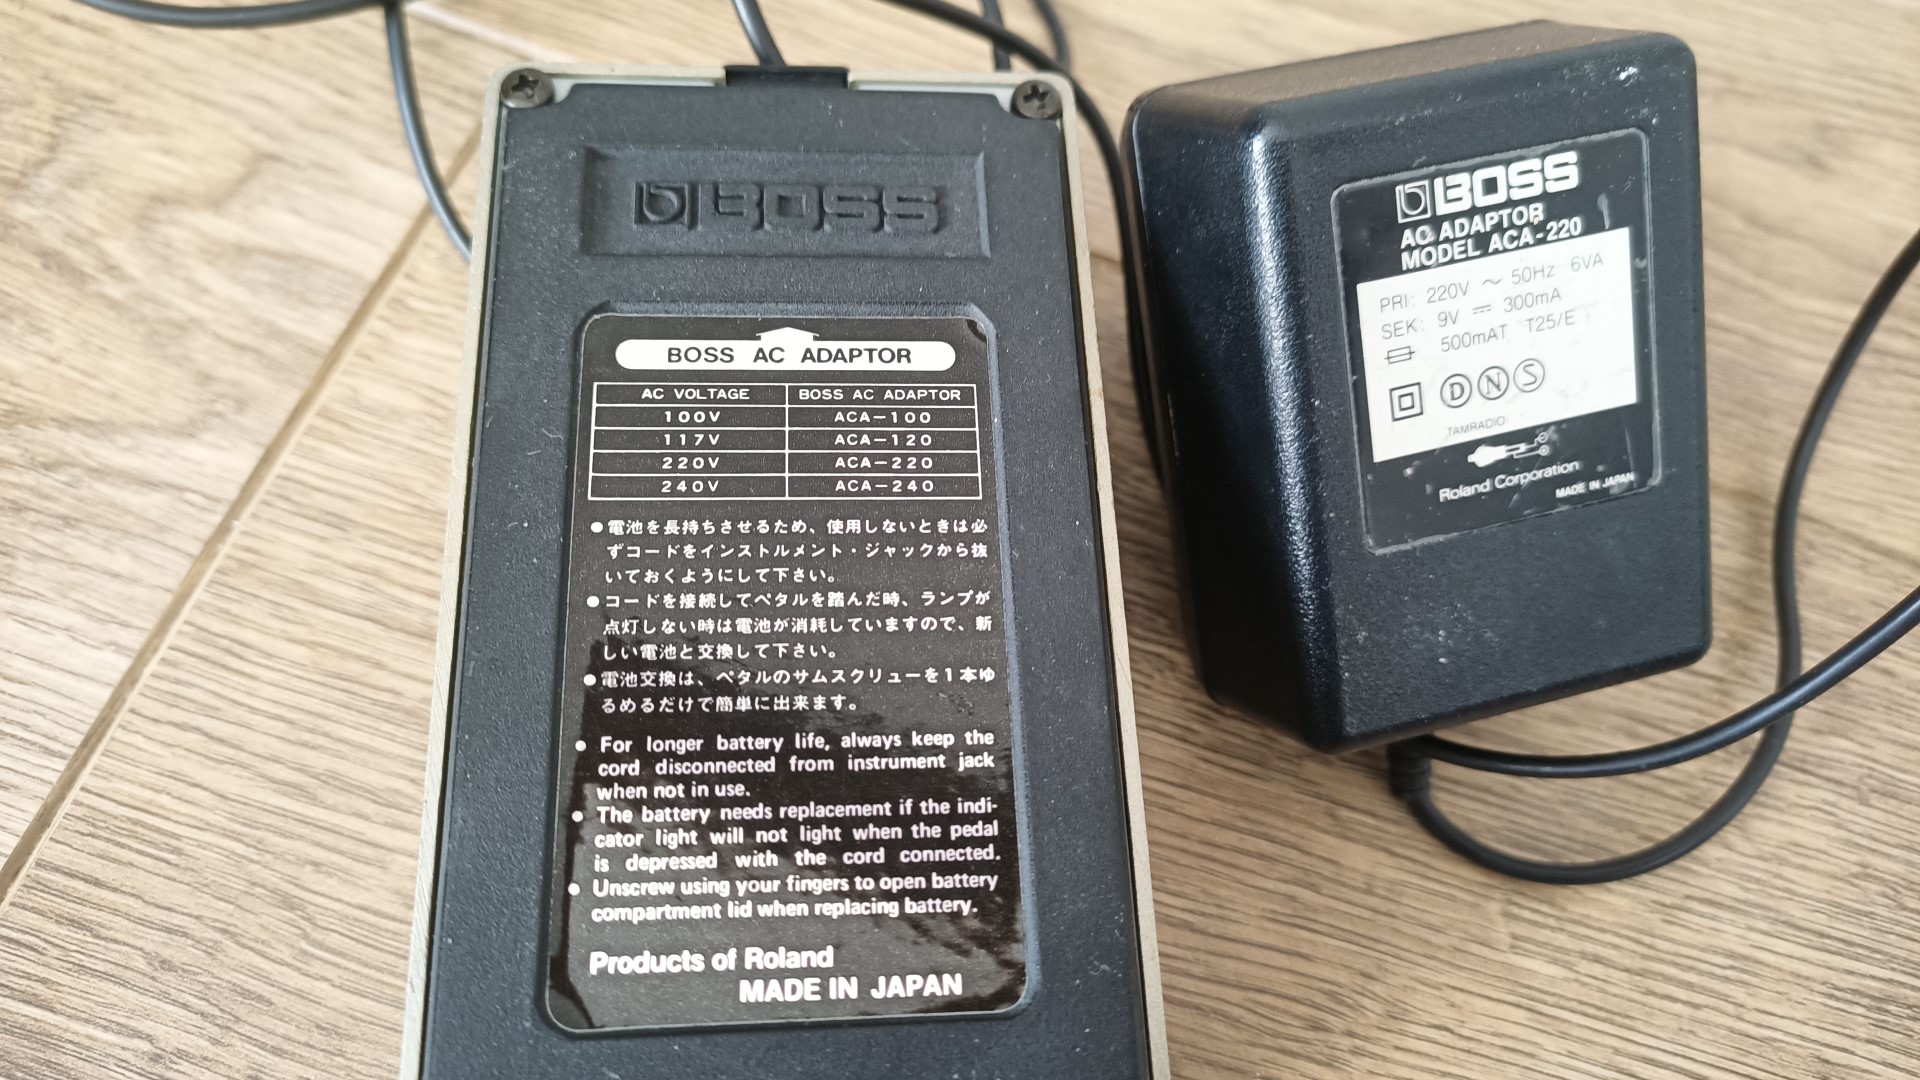 BOSS
BOSS AC ADAPTOR
AC VOLTAGE BOSS AC ADAPTOR
100V ACA-100
117V ACA-120
220V ACA-220
240V ACA-240
●電池を長持ちさせるため、使用しないときは必
ずコードをインストルメント・ジャックから抜
いておくようにして下さい。
●コードを接続してペタルを踏んだ時、ランプが
点灯しない時は電池が消耗していますので、新
しい電池と交換して下さい。
●電池交換は、ペタルのサムスクリューを1本ゆ
るめるだけで簡単に出来ます。
● For longer battery life, always keep the
cord disconnected from instrument jack
when not in use.
● The battery needs replacement if the indi-
cator light will not light when the pedal
is depressed with the cord connected.
● Unscrew using your fingers to open battery
compartment lid when replacing battery.
Products of Roland
MADE IN JAPAN
BOSS
AC ADAPTOR
MODEL ACA-220
PRI: 220V ~ 50Hz 6VA
SEK: 9V ⎓ 300mA
500mAT T25/E
D N S
TAMRADIO
Roland Corporation
MADE IN JAPAN